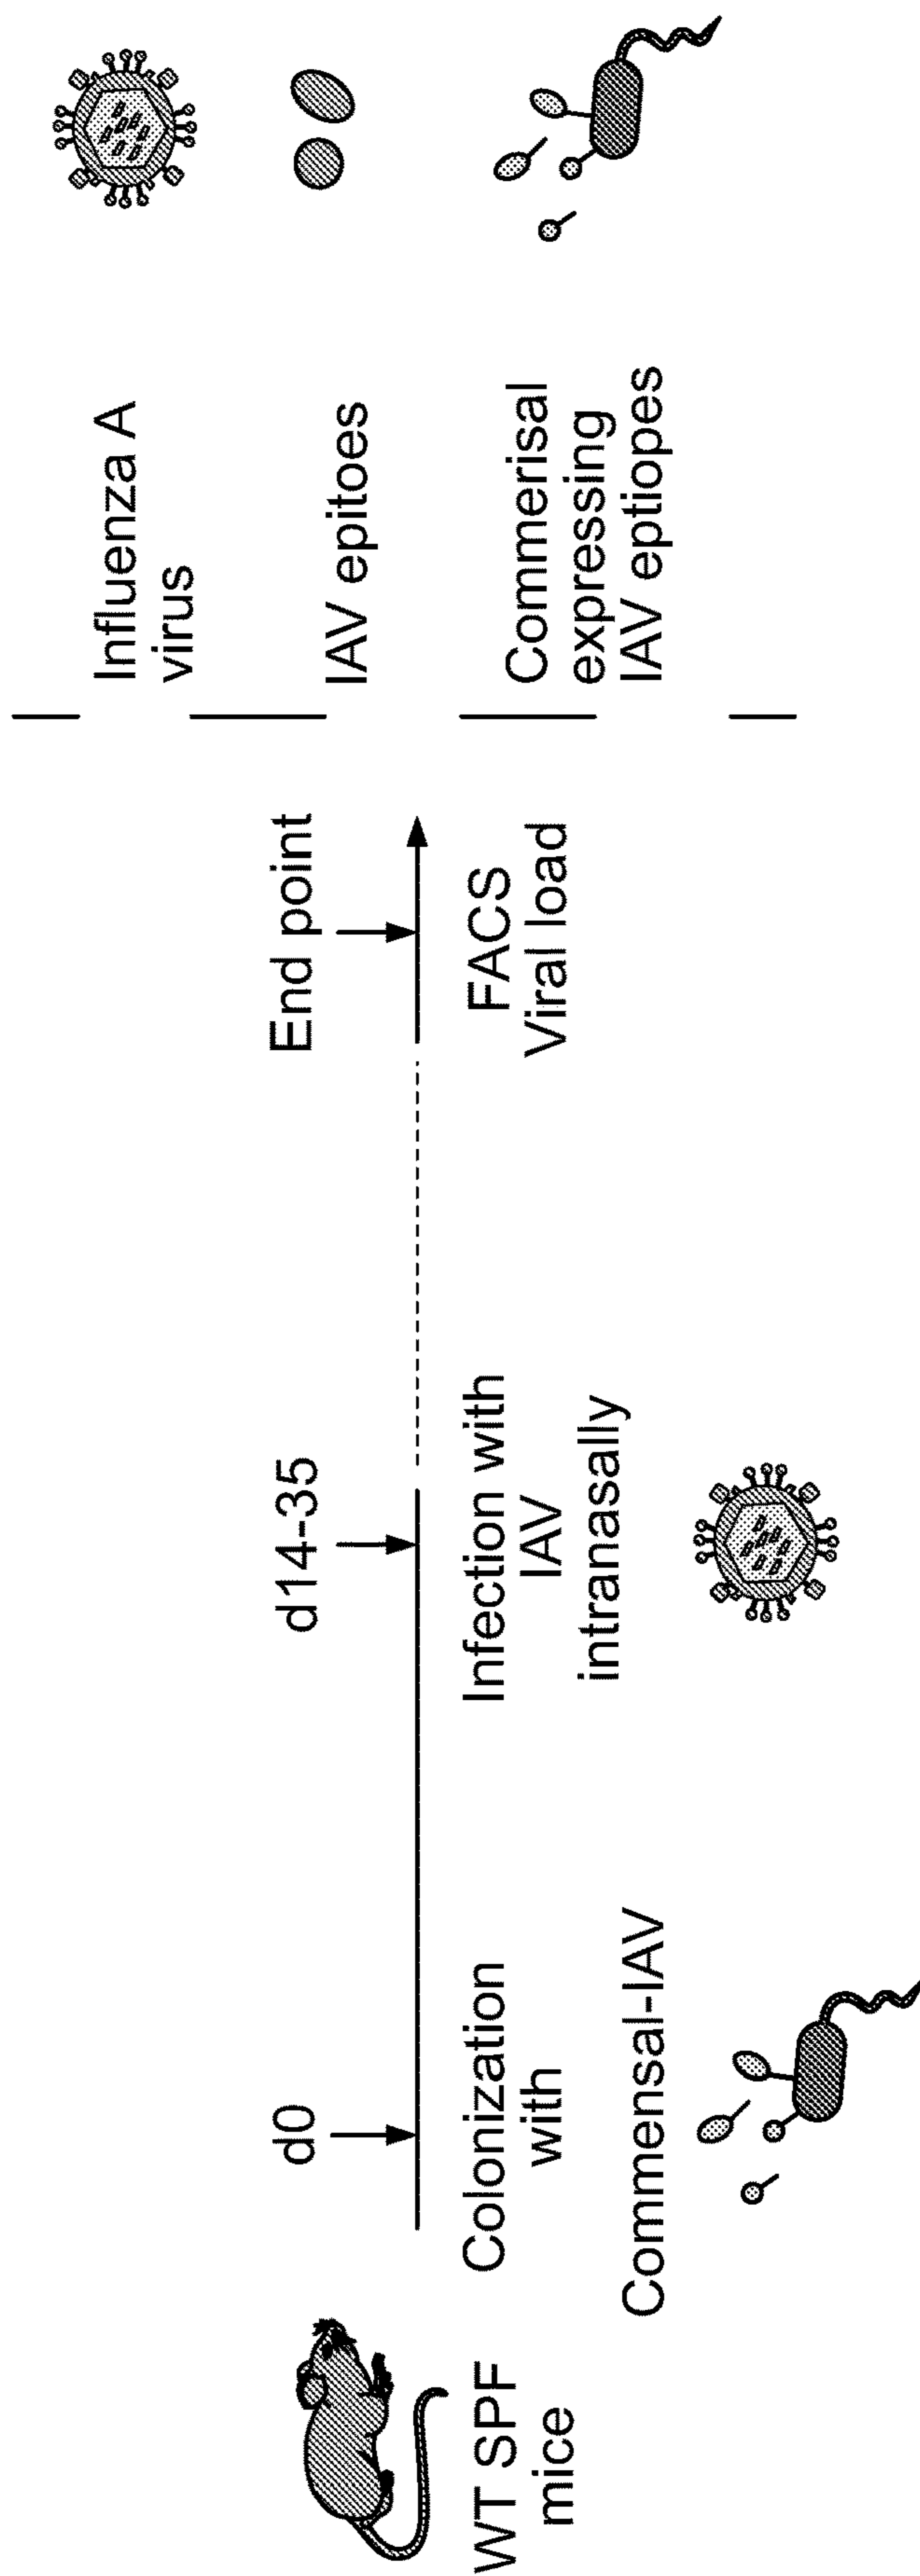 WT SPF
mice
d0
Colonization
with
Commensal-IAV
d14-35
Infection with
IAV
intranasally
End point
FACS
Viral load
Influenza A
virus
IAV epitoes
Commerisal
expressing
IAV eptiopes